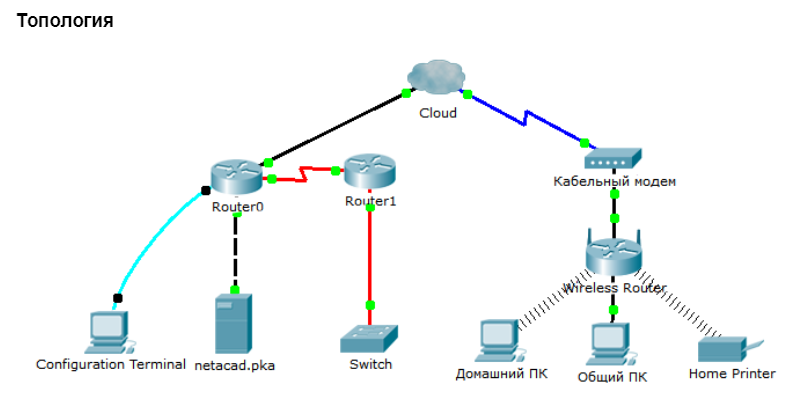 Топология
Cloud
Кабельный модем
Router0
Router1
Wireless Router
Configuration Terminal
netacad.pka
Switch
Домашний ПК
Общий ПК
Home Printer